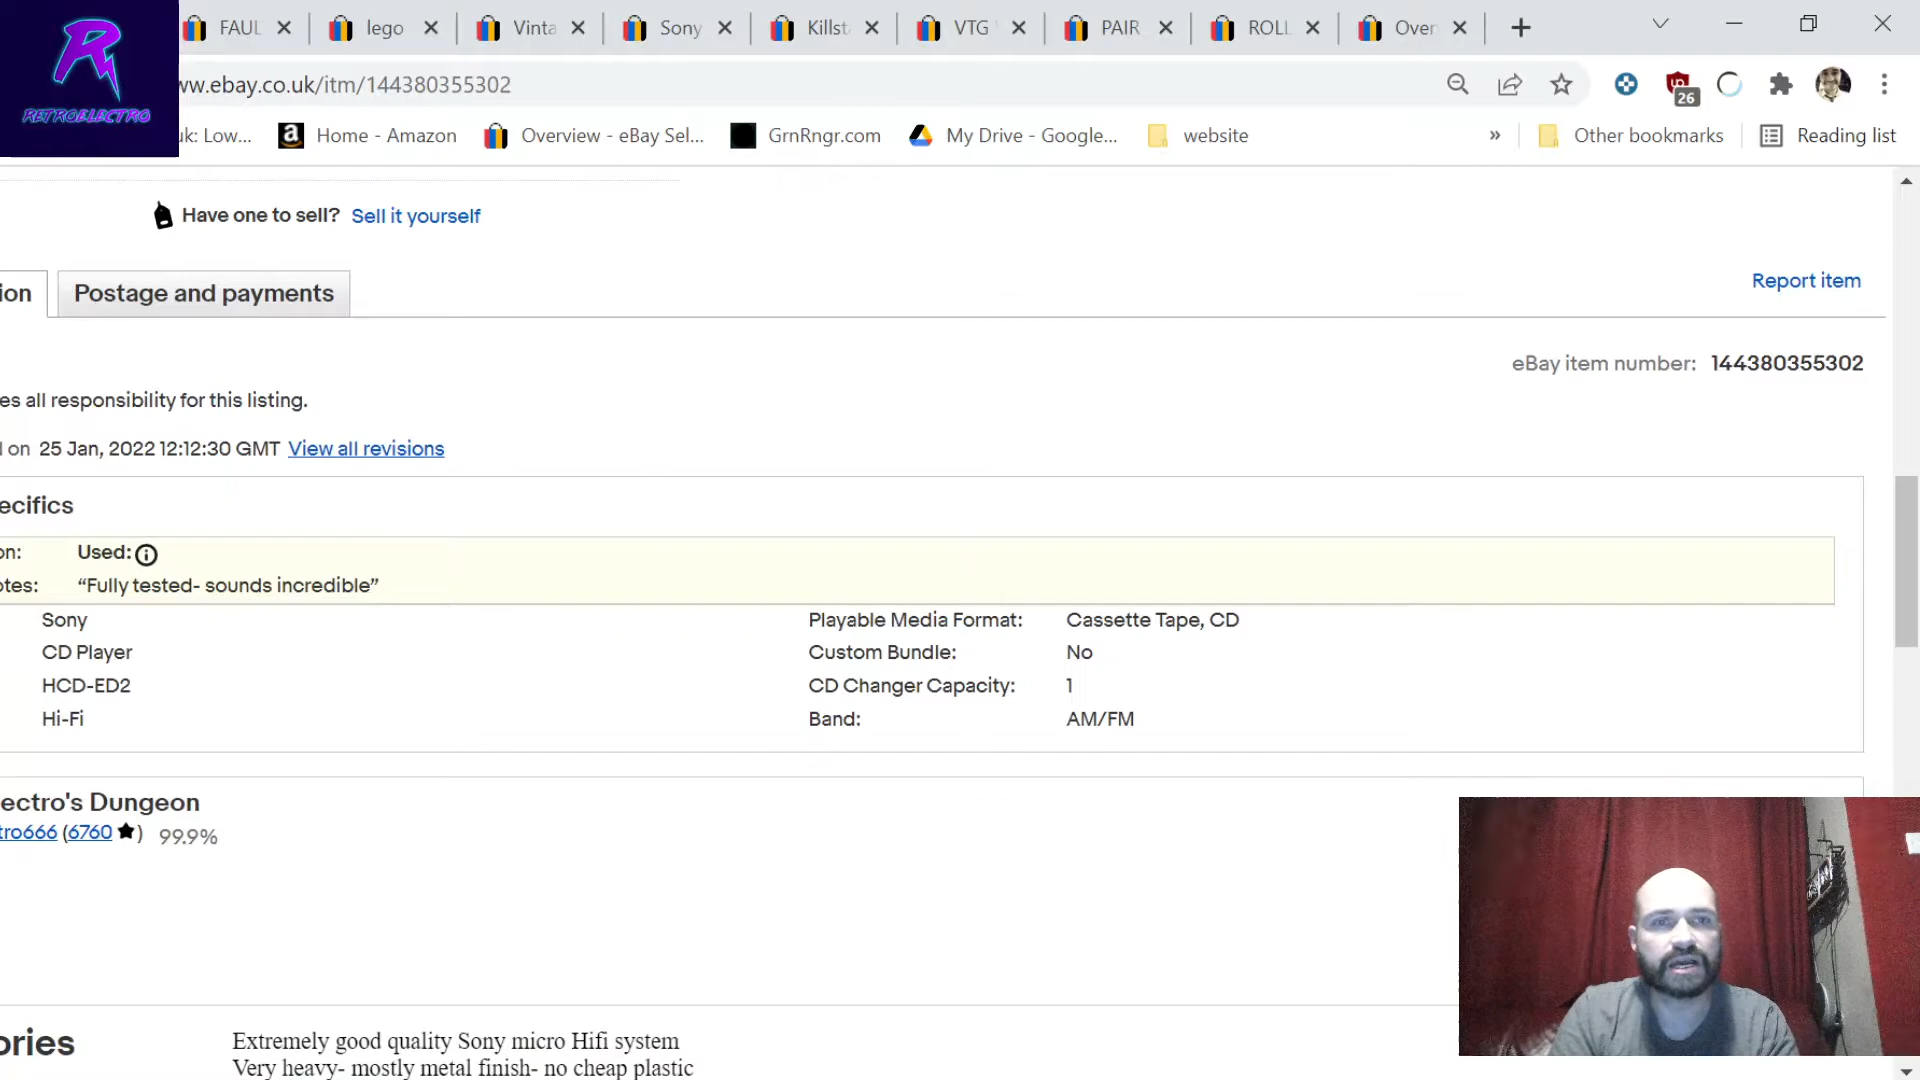 FAUL
lego
Vinta
Sony
Killst
VTG
PAIR
ROLL
Over
R
RETROELECTRO
ww.ebay.co.uk/itm/144380355302
26
uk: Low...
Home - Amazon
Overview - eBay Sel...
GrnRngr.com
My Drive - Google...
website
»
Other bookmarks
Reading list
Have one to sell? Sell it yourself
ion
Postage and payments
Report item
eBay item number: 144380355302
es all responsibility for this listing.
on 25 Jan, 2022 12:12:30 GMT View all revisions
ecifics
on: Used:
otes: “Fully tested- sounds incredible”
Sony
Playable Media Format: Cassette Tape, CD
CD Player
Custom Bundle: No
HCD-ED2
CD Changer Capacity: 1
Hi-Fi
Band: AM/FM
ectro's Dungeon
tro666 (6760 ★) 99.9%
ories
Extremely good quality Sony micro Hifi system
Very heavy- mostly metal finish- no cheap plastic